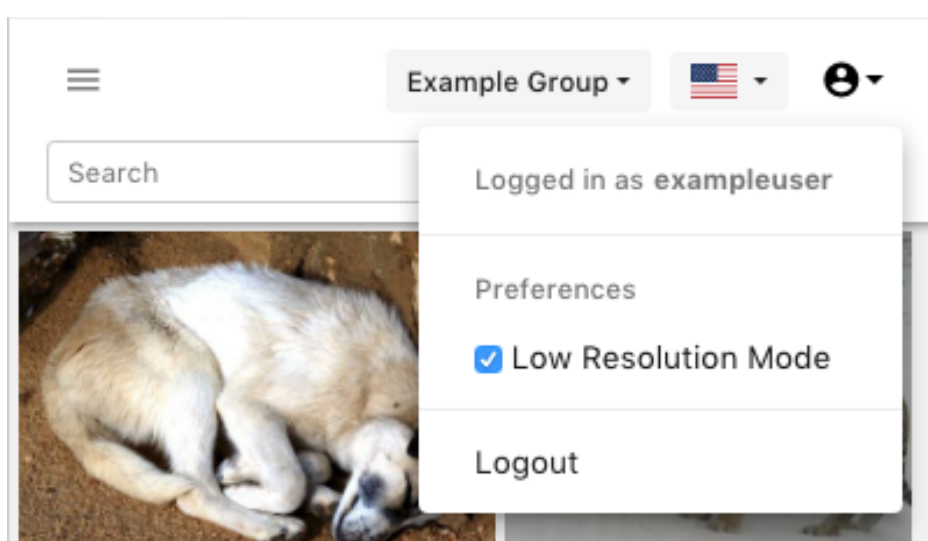 Example Group
Search
Logged in as exampleuser
Preferences
Low Resolution Mode
Logout